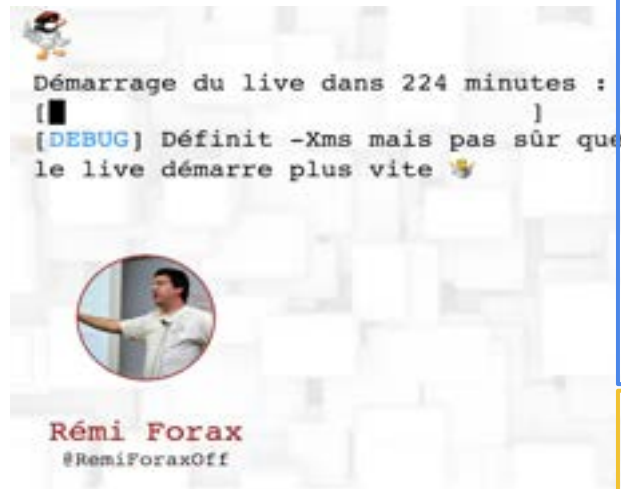 Démarrage du live dans 224 minutes :
[█ ]
[DEBUG] Définit -Xms mais pas sûr que
le live démarre plus vite
Rémi Forax
@RemiForaxOff